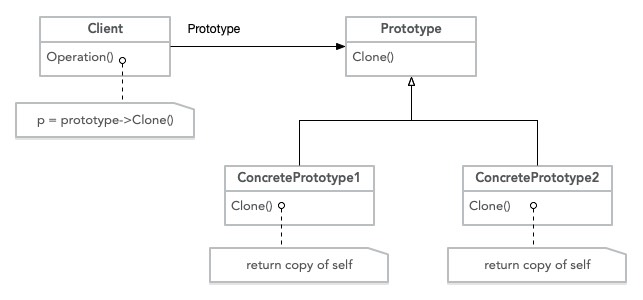 Client
Prototype
Prototype
Operation()
Clone()
p = prototype->Clone()
ConcretePrototype1
ConcretePrototype2
Clone()
Clone()
return copy of self
return copy of self